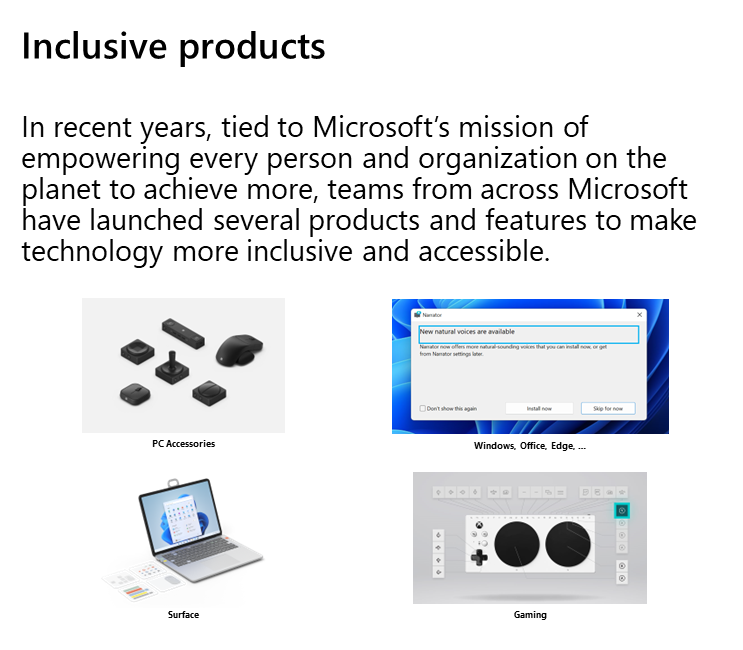 Inclusive products
In recent years, tied to Microsoft's mission of
empowering every person and organization on the
planet to achieve more, teams from across Microsoft
have launched several products and features to make
technology more inclusive and accessible.
Narrator
New natural voices are available
Narrator now offers more natural-sounding voices that you can install now, or get
from Narrator settings later.
Don't show this again
Install now
Skip for now
PC Accessories
Windows, Office, Edge, ...
Surface
Gaming